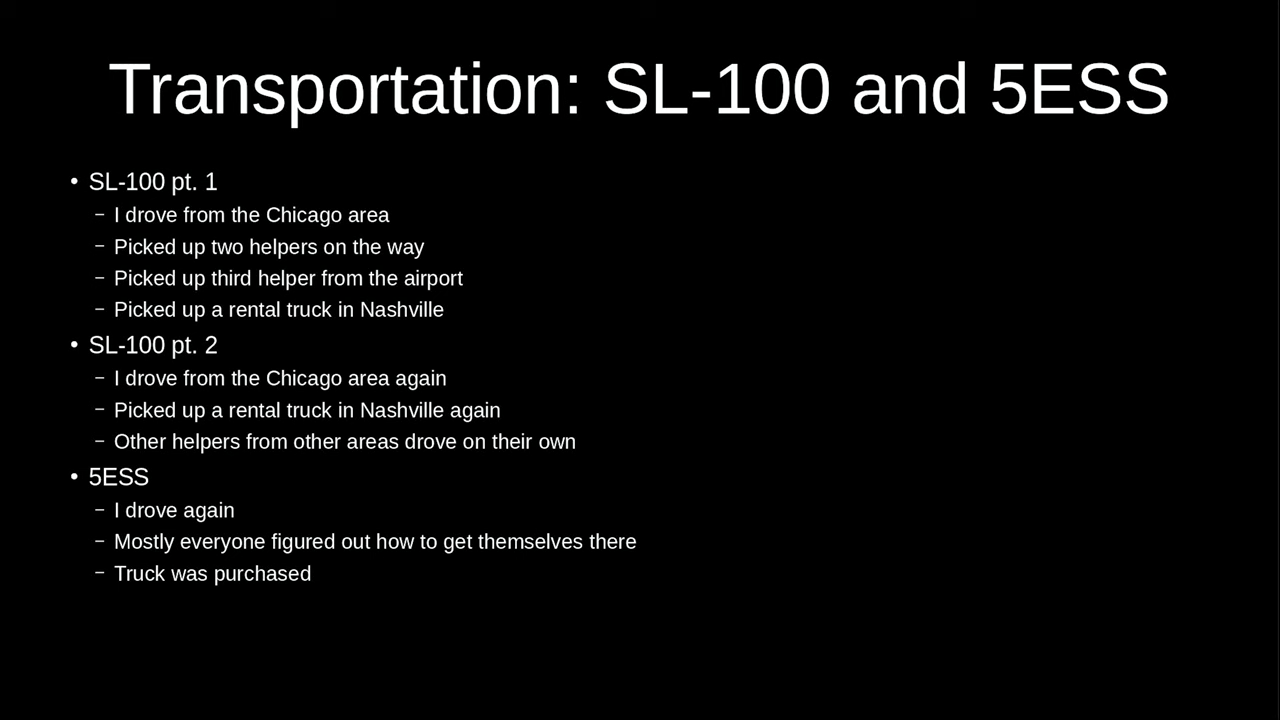 Transportation: SL-100 and 5ESS
• SL-100 pt. 1
– I drove from the Chicago area
– Picked up two helpers on the way
– Picked up third helper from the airport
– Picked up a rental truck in Nashville
• SL-100 pt. 2
– I drove from the Chicago area again
– Picked up a rental truck in Nashville again
– Other helpers from other areas drove on their own
• 5ESS
– I drove again
– Mostly everyone figured out how to get themselves there
– Truck was purchased